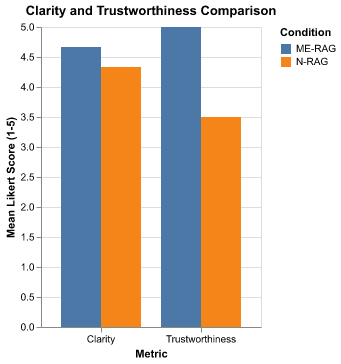 Clarity and Trustworthiness Comparison
Condition
ME-RAG
N-RAG
Mean Likert Score (1-5)
5.0
4.5
4.0
3.5
3.0
2.5
2.0
1.5
1.0
0.5
0.0
Clarity
Trustworthiness
Metric